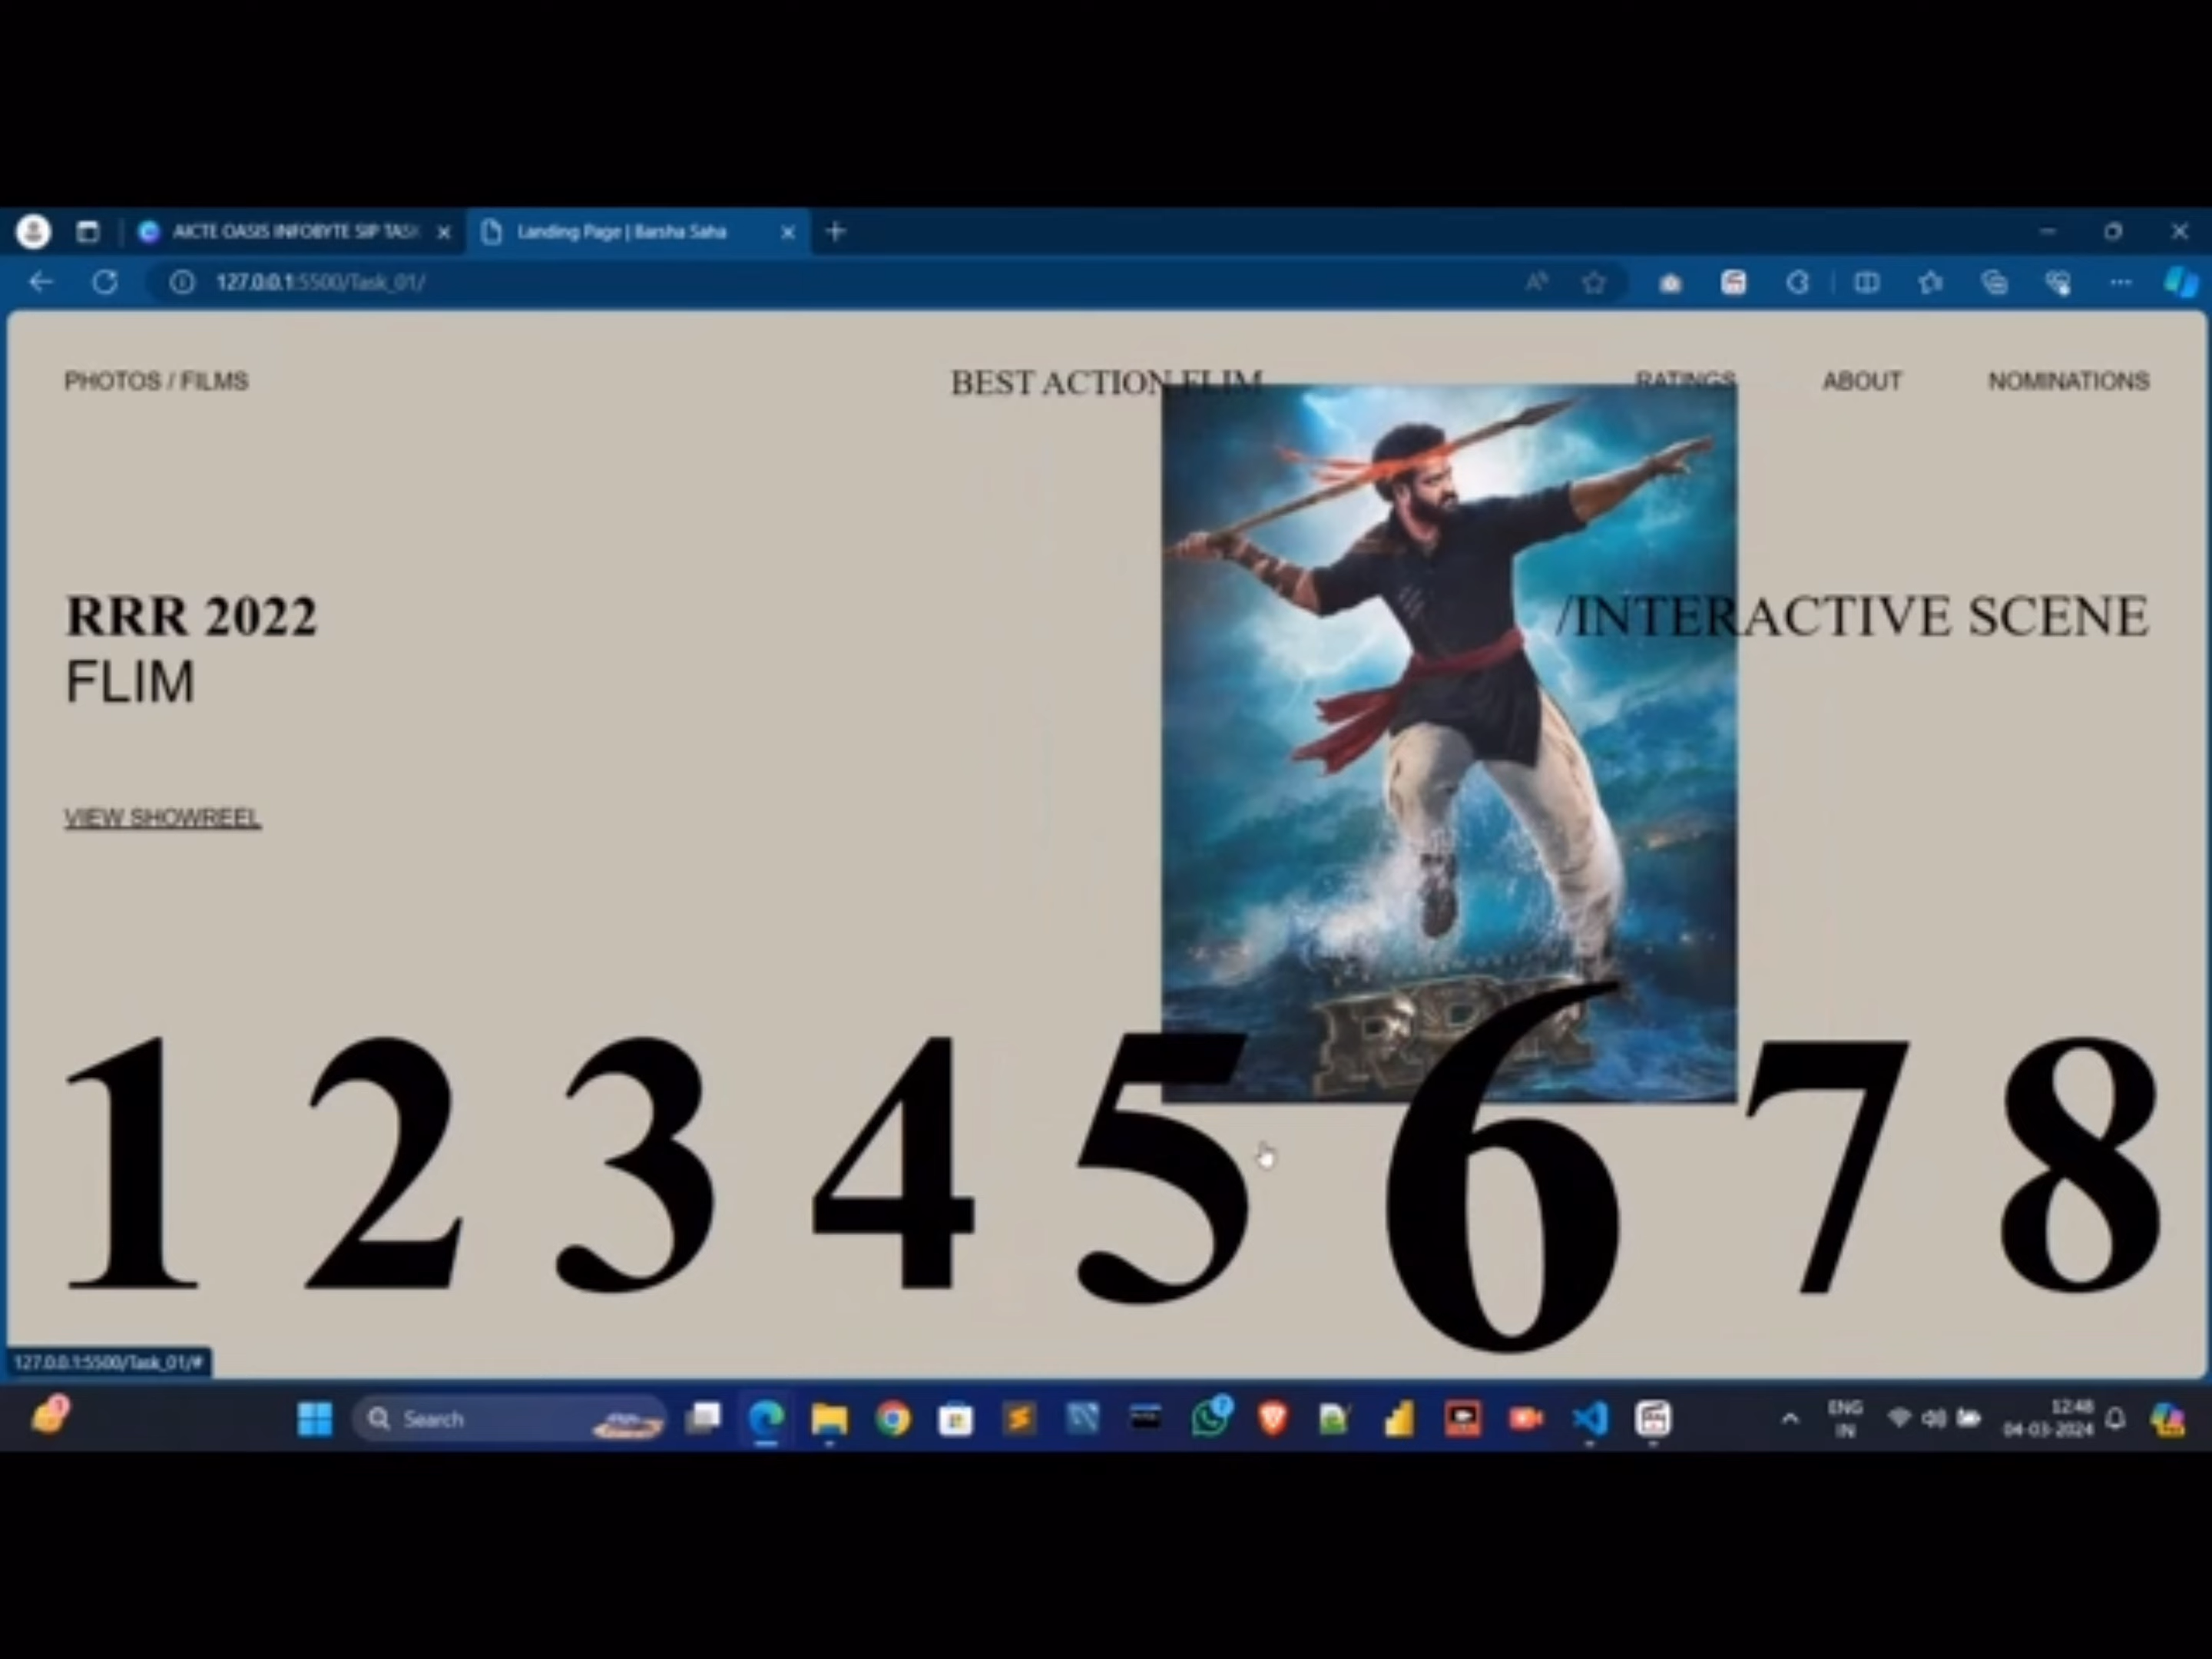 AICTE OASIS INFOBYTE SIP TASK
Landing Page | Barsha Saha
127.0.0.1:5500/Task_01/
PHOTOS / FILMS
BEST ACTION FLIM
RATINGS
ABOUT
NOMINATIONS
RRR 2022
/INTERACTIVE SCENE
FLIM
VIEW SHOWREEL
RRR
1 2 3 4 5 6 7 8
127.0.0.1:5500/Task_01/#
Search
ENG
IN
12:48
04-03-2024